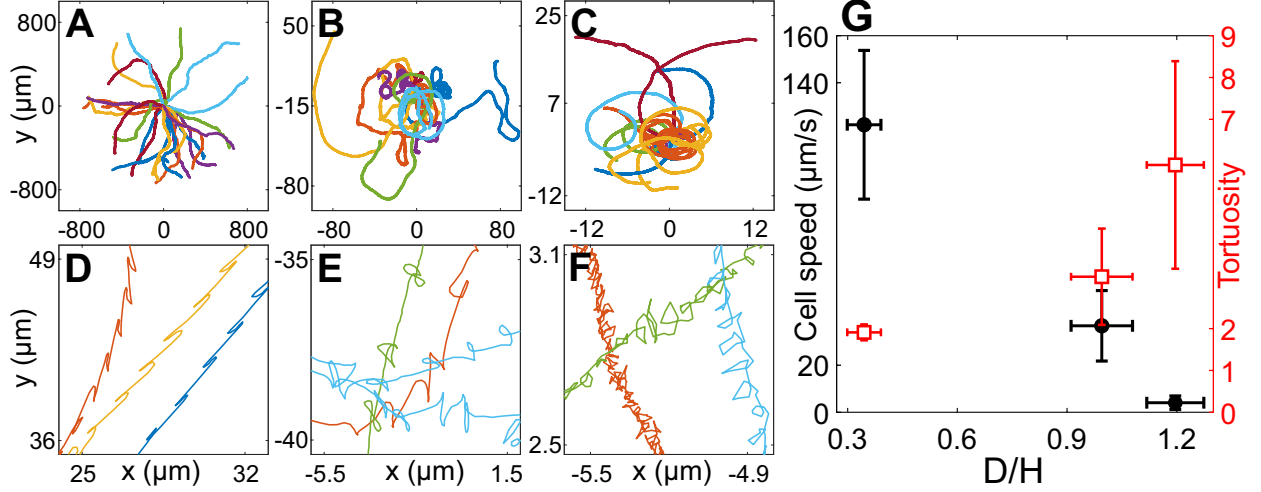 A
800
0
-800
y (µm)
-800 0 800
B
50
-15
-80
-80 0 80
C
25
7
-12
-12 0 12
D
49
36
y (µm)
25 x (µm) 32
E
-35
-40
-5.5 x (µm) 1.5
F
3.1
2.5
-5.5 x (µm) -4.9
G
160
140
20
0
Cell speed (µm/s)
9
8
7
2
1
0
Tortuosity
0.3 0.6 0.9 1.2
D/H